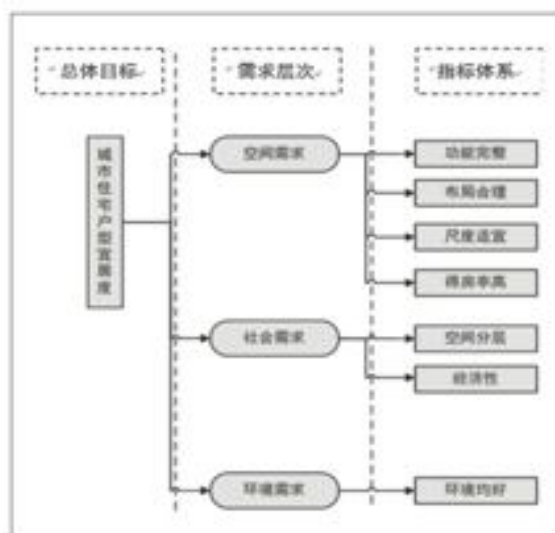 总体目标
需求层次
指标体系
城市住宅户型宜居度
空间需求
功能完整
布局合理
尺度适宜
得房率高
社会需求
空间分层
经济性
环境需求
环境均好